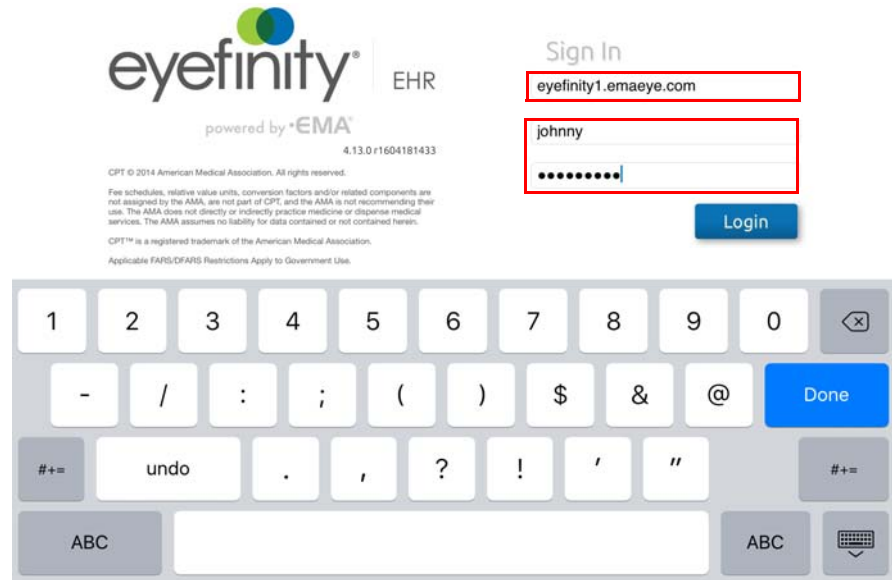 eyefinity® EHR
powered by •EMA®
4.13.0 r1604181433
CPT © 2014 American Medical Association. All rights reserved.
Fee schedules, relative value units, conversion factors and/or related components are
not assigned by the AMA, are not part of CPT, and the AMA is not recommending their
use. The AMA does not directly or indirectly practice medicine or dispense medical
services. The AMA assumes no liability for data contained or not contained herein.
CPT™ is a registered trademark of the American Medical Association.
Applicable FARS/DFARS Restrictions Apply to Government Use.
Sign In
eyefinity1.emaeye.com
johnny
●●●●●●●●●
Login
1 2 3 4 5 6 7 8 9 0
- / : ; ( ) $ & @ Done
#+= undo . , ? ! ' " #+=
ABC ABC